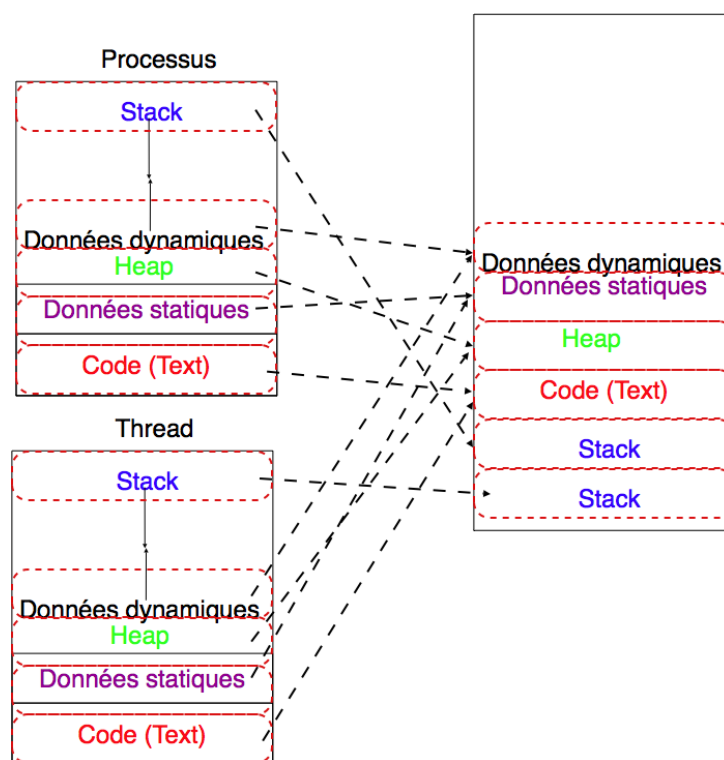 Processus
Stack
Données dynamiques
Heap
Données statiques
Code (Text)
Thread
Stack
Données dynamiques
Heap
Données statiques
Code (Text)
Données dynamiques
Données statiques
Heap
Code (Text)
Stack
Stack